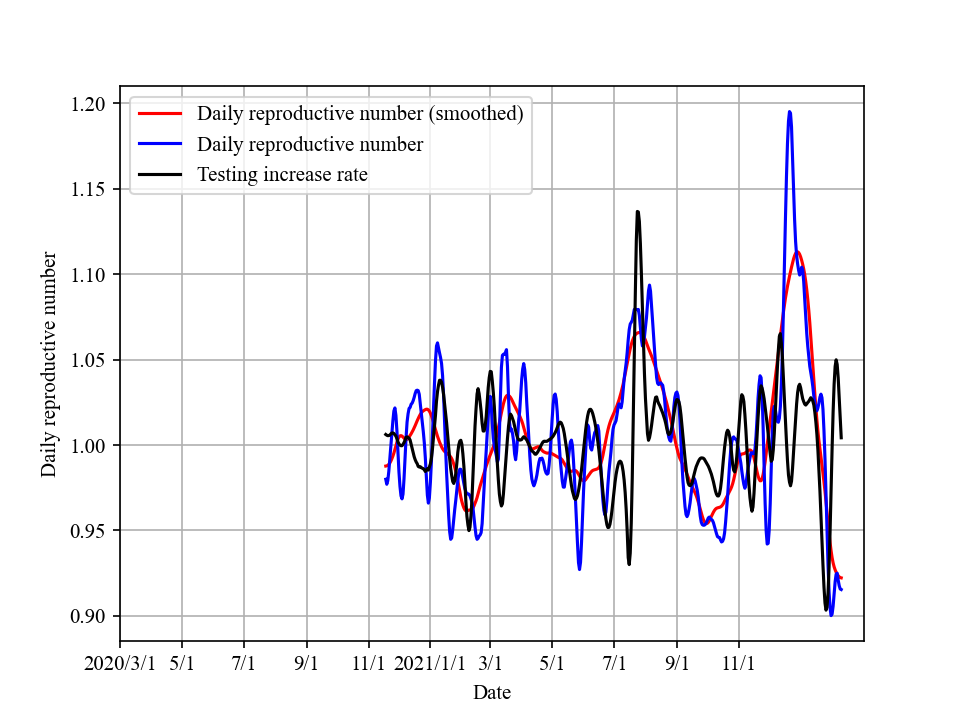 Daily reproductive number (smoothed)
Daily reproductive number
Testing increase rate
1.20
1.15
1.10
1.05
1.00
0.95
0.90
Daily reproductive number
2020/3/1 5/1 7/1 9/1 11/1 2021/1/1 3/1 5/1 7/1 9/1 11/1
Date